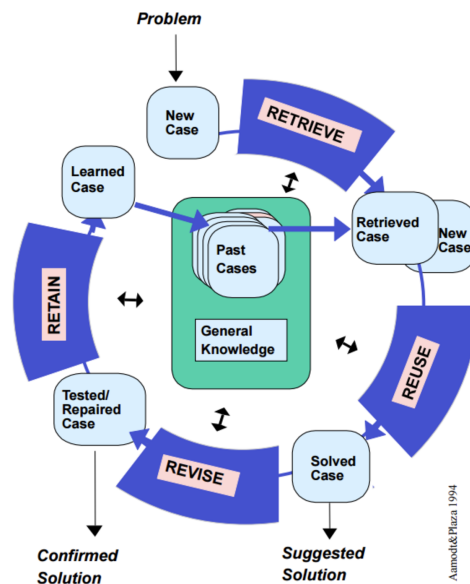 Problem
New
Case
RETRIEVE
Learned
Case
Retrieved
Case
New
Case
Past
Cases
RETAIN
General
Knowledge
REUSE
Tested/
Repaired
Case
REVISE
Solved
Case
Confirmed
Solution
Suggested
Solution
Aamodt&Plaza 1994